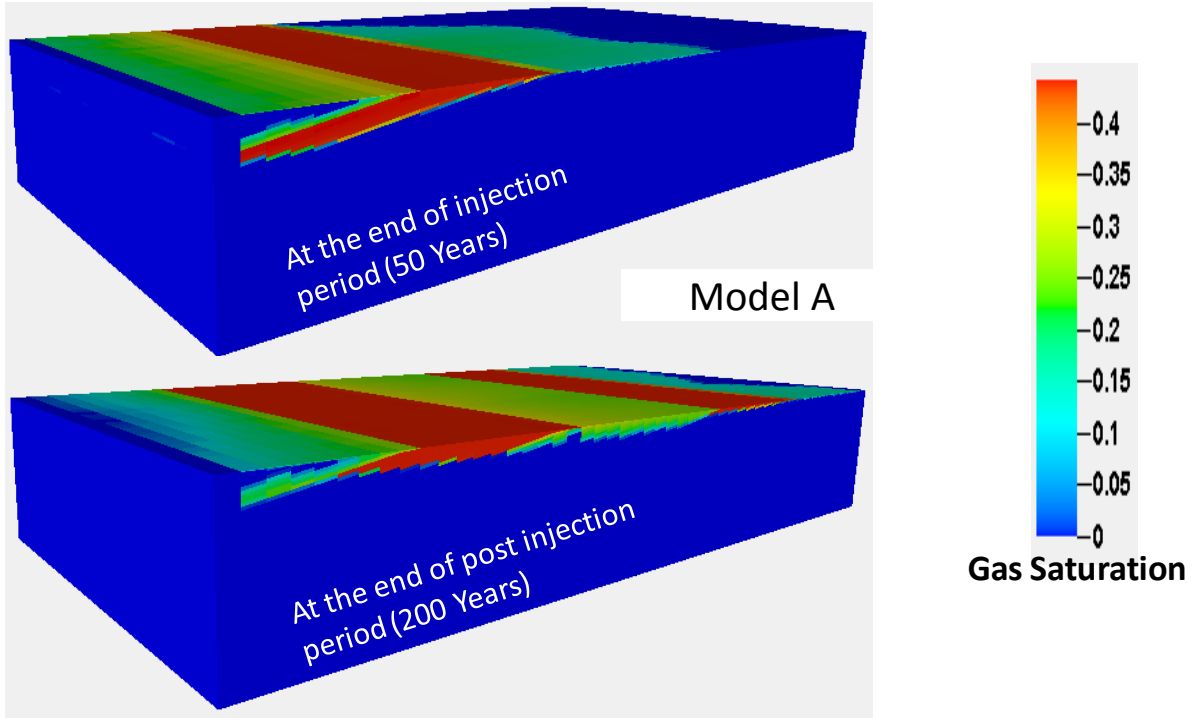 At the end of injection
period (50 Years)
Model A
At the end of post injection
period (200 Years)
0.4
0.35
0.3
0.25
0.2
0.15
0.1
0.05
0
Gas Saturation